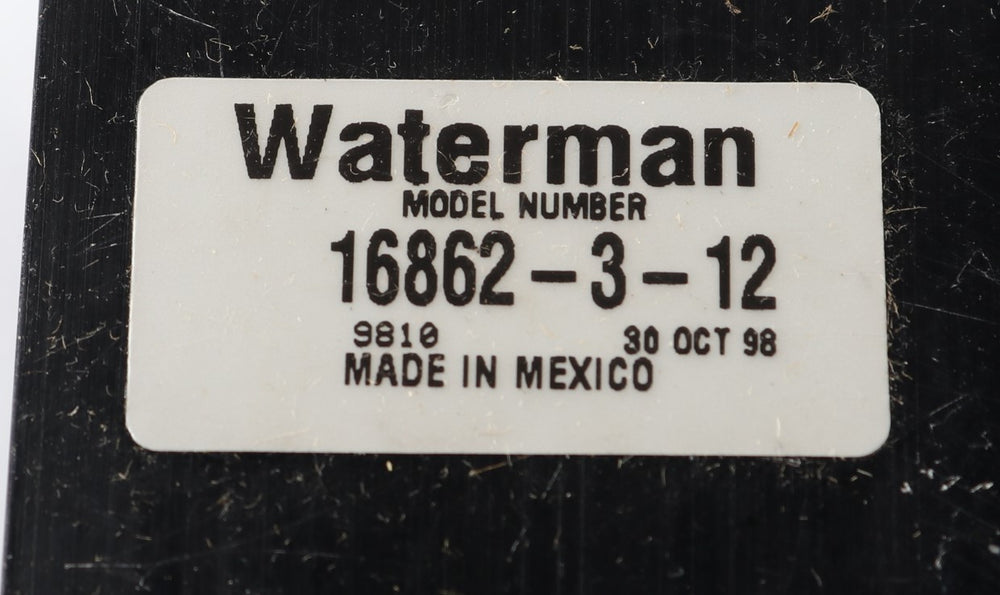 Waterman
MODEL NUMBER
16862-3-12
9810 30 OCT 98
MADE IN MEXICO